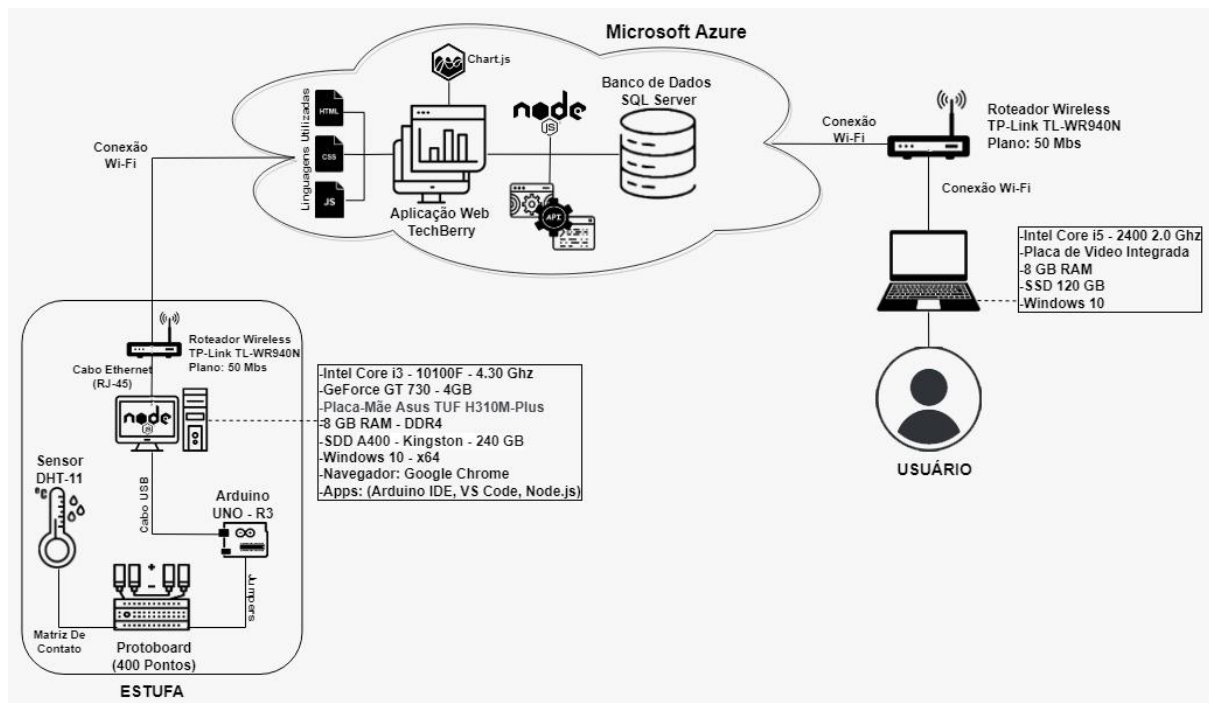 Microsoft Azure
Chart.js
Linguagens Utilizadas
HTML
CSS
JS
Aplicação Web
TechBerry
node
JS
API
Banco de Dados
SQL Server
Conexão
Wi-Fi
Conexão
Wi-Fi
Roteador Wireless
TP-Link TL-WR940N
Plano: 50 Mbs
Conexão Wi-Fi
-Intel Core i5 - 2400 2.0 Ghz
-Placa de Video Integrada
-8 GB RAM
-SSD 120 GB
-Windows 10
USUÁRIO
Roteador Wireless
TP-Link TL-WR940N
Plano: 50 Mbs
Cabo Ethernet
(RJ-45)
node
JS
-Intel Core i3 - 10100F - 4.30 Ghz
-GeForce GT 730 - 4GB
-Placa-Mãe Asus TUF H310M-Plus
-8 GB RAM - DDR4
-SDD A400 - Kingston - 240 GB
-Windows 10 - x64
-Navegador: Google Chrome
-Apps: (Arduino IDE, VS Code, Node.js)
Sensor
DHT-11
°C
Cabo USB
Arduino
UNO - R3
Jumpers
Matriz De
Contato
Protoboard
(400 Pontos)
ESTUFA